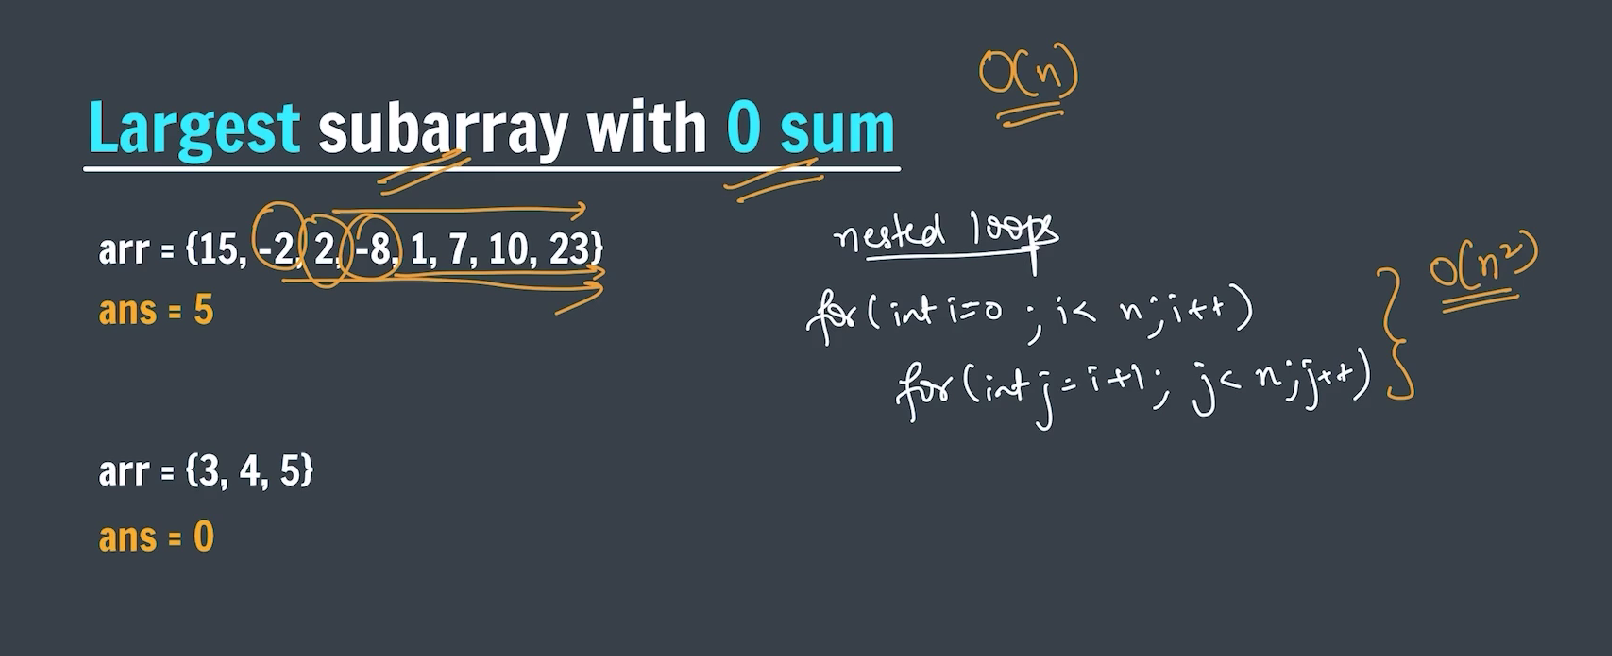 O(n)
Largest subarray with 0 sum
arr = {15, -2, 2, -8, 1, 7, 10, 23}
ans = 5
nested loops
for(int i=0 ; i< n; i++)
for(int j=i+1; j< n; j++)
O(n²)
arr = {3, 4, 5}
ans = 0